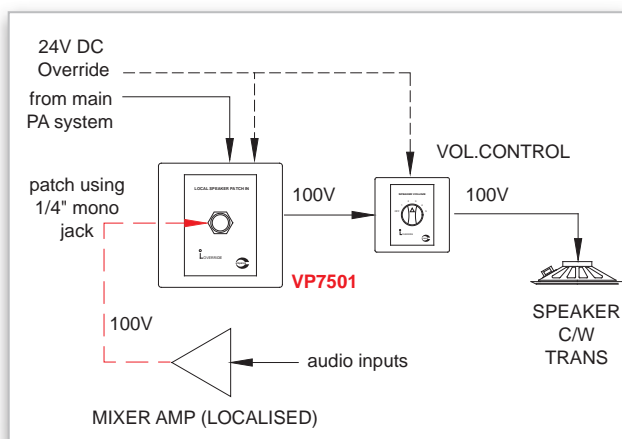 24V DC
Override
from main
PA system
VOL.CONTROL
LOCAL SPEAKER PATCH IN
patch using
1/4" mono
jack
100V
100V
OVERRIDE
VP7501
SPEAKER
C/W
TRANS
100V
audio inputs
MIXER AMP (LOCALISED)